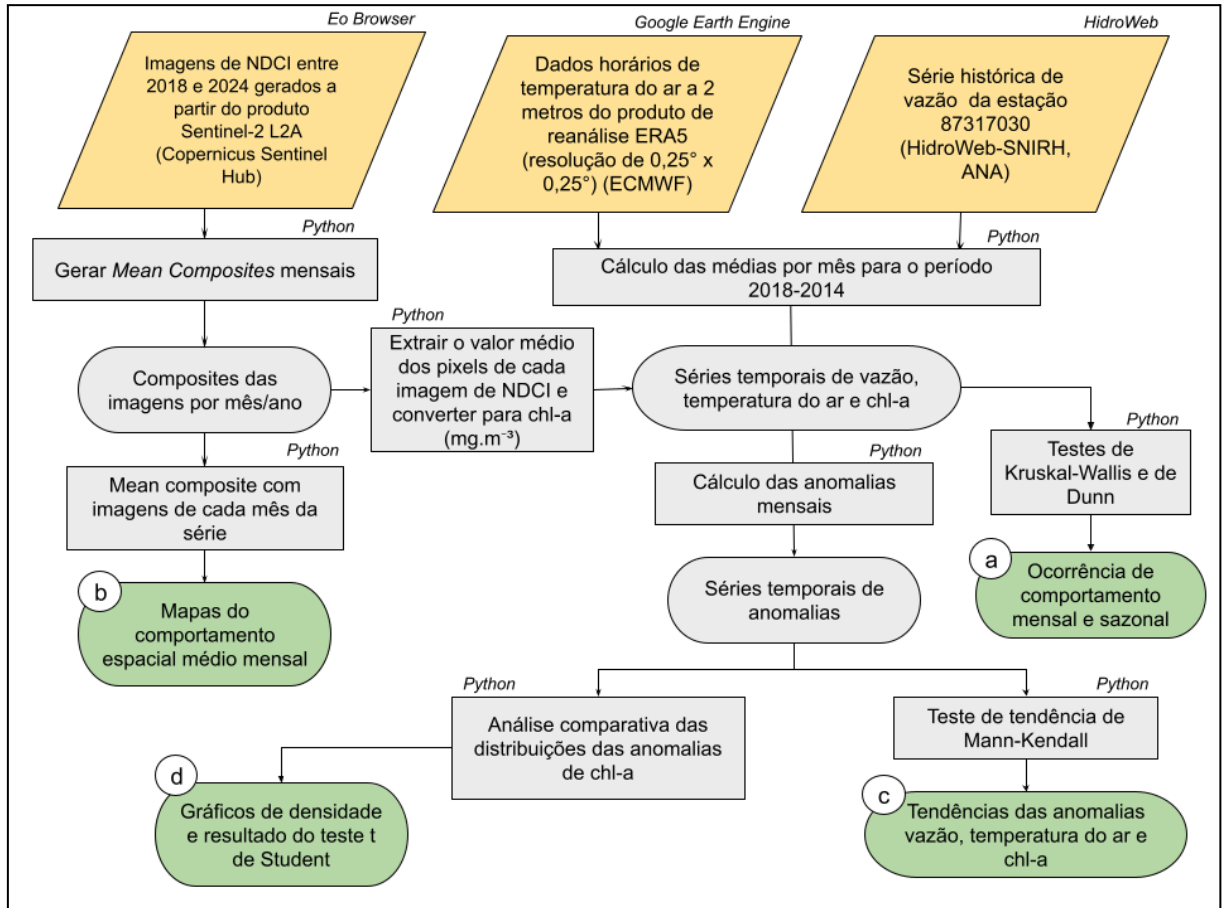 Eo Browser
Google Earth Engine
HidroWeb
Imagens de NDCI entre
2018 e 2024 gerados a
partir do produto
Sentinel-2 L2A
(Copernicus Sentinel
Hub)
Dados horários de
temperatura do ar a 2
metros do produto de
reanálise ERA5
(resolução de 0,25° x
0,25°) (ECMWF)
Série histórica de
vazão da estação
87317030
(HidroWeb-SNIRH,
ANA)
Python
Gerar Mean Composites mensais
Python
Cálculo das médias por mês para o período
2018-2014
Composites das
imagens por mês/ano
Python
Extrair o valor médio
dos pixels de cada
imagem de NDCI e
converter para chl-a
(mg.m⁻³)
Séries temporais de vazão,
temperatura do ar e chl-a
Python
Mean composite com
imagens de cada mês da
série
Python
Cálculo das anomalias
mensais
Python
Testes de
Kruskal-Wallis e de
Dunn
b
Mapas do
comportamento
espacial médio mensal
Séries temporais de
anomalias
a
Ocorrência de
comportamento
mensal e sazonal
Python
Análise comparativa das
distribuições das anomalias
de chl-a
Python
Teste de tendência de
Mann-Kendall
d
Gráficos de densidade
e resultado do teste t
de Student
c
Tendências das anomalias
vazão, temperatura do ar e
chl-a